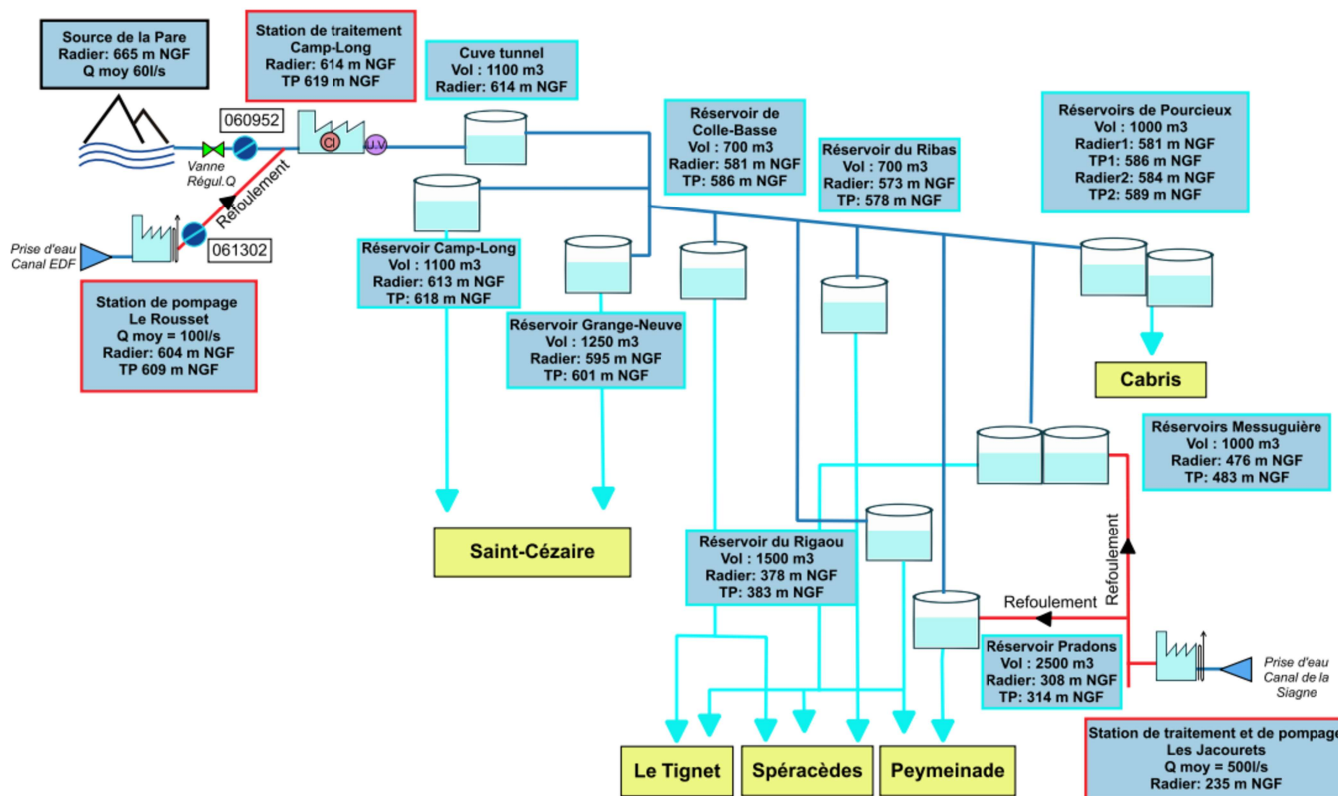 Source de la Pare
Radier: 665 m NGF
Q moy 60l/s
Station de traitement
Camp-Long
Radier: 614 m NGF
TP 619 m NGF
Cuve tunnel
Vol : 1100 m3
Radier: 614 m NGF
Réservoir de
Colle-Basse
Vol : 700 m3
Radier: 581 m NGF
TP: 586 m NGF
Réservoir du Ribas
Vol : 700 m3
Radier: 573 m NGF
TP: 578 m NGF
Réservoirs de Pourcieux
Vol : 1000 m3
Radier1: 581 m NGF
TP1: 586 m NGF
Radier2: 584 m NGF
TP2: 589 m NGF
060952
Cl
U.V
Vanne
Régul.Q
Refoulement
061302
Prise d'eau
Canal EDF
Station de pompage
Le Rousset
Q moy = 100l/s
Radier: 604 m NGF
TP 609 m NGF
Réservoir Camp-Long
Vol : 1100 m3
Radier: 613 m NGF
TP: 618 m NGF
Réservoir Grange-Neuve
Vol : 1250 m3
Radier: 595 m NGF
TP: 601 m NGF
Cabris
Réservoirs Messuguière
Vol : 1000 m3
Radier: 476 m NGF
TP: 483 m NGF
Saint-Cézaire
Réservoir du Rigaou
Vol : 1500 m3
Radier: 378 m NGF
TP: 383 m NGF
Refoulement
Refoulement
Réservoir Pradons
Vol : 2500 m3
Radier: 308 m NGF
TP: 314 m NGF
Prise d'eau
Canal de la
Siagne
Station de traitement et de pompage
Les Jacourets
Q moy = 500l/s
Radier: 235 m NGF
Le Tignet
Spéracèdes
Peymeinade